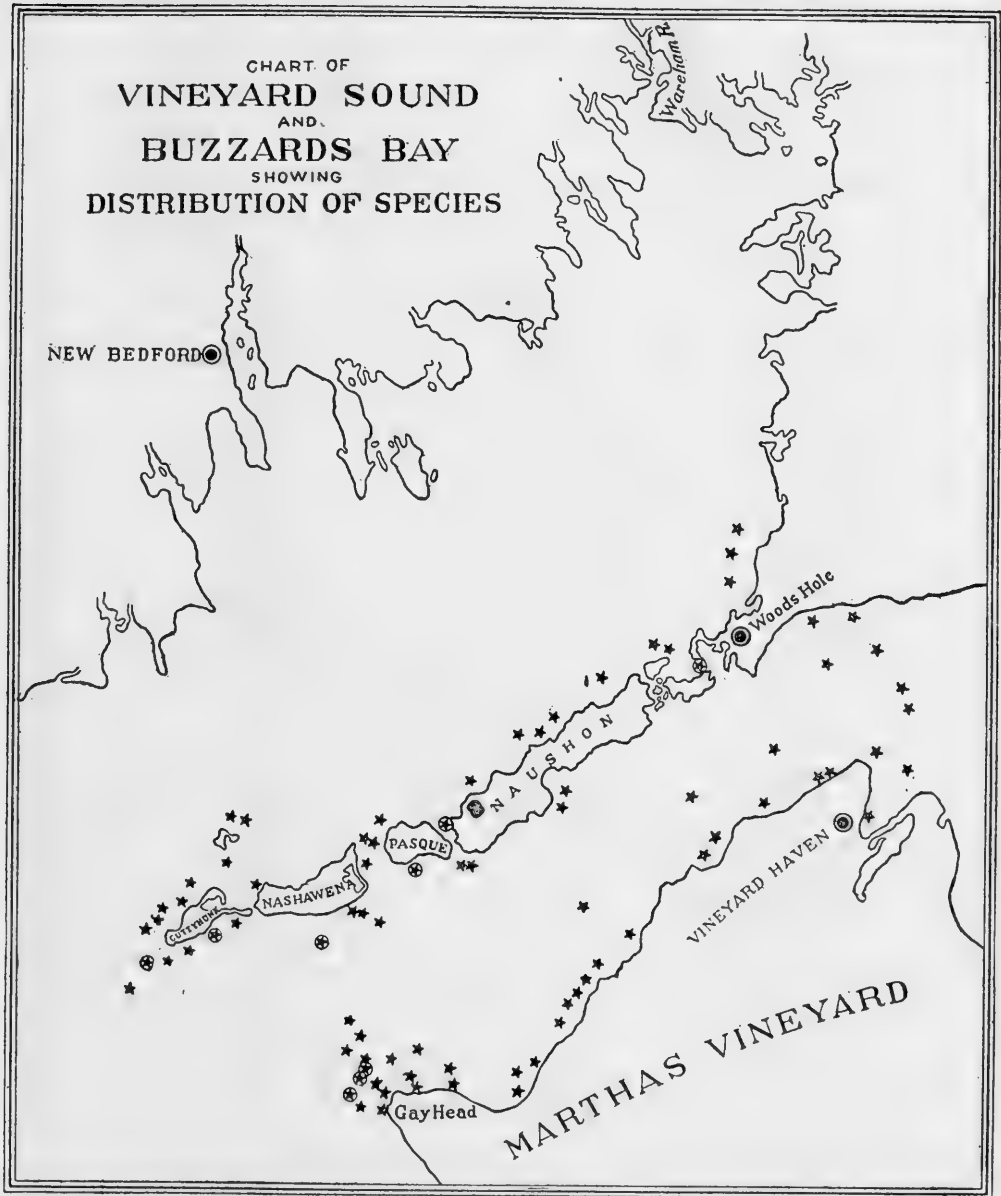 CHART OF
VINEYARD SOUND
AND
BUZZARDS BAY
SHOWING
DISTRIBUTION OF SPECIES
Wareham R.
NEW BEDFORD
Woods Hole
NAUSHON
PASQUE
NASHAWENA
CUTTYHUNK
VINEYARD HAVEN
MARTHAS VINEYARD
Gay Head